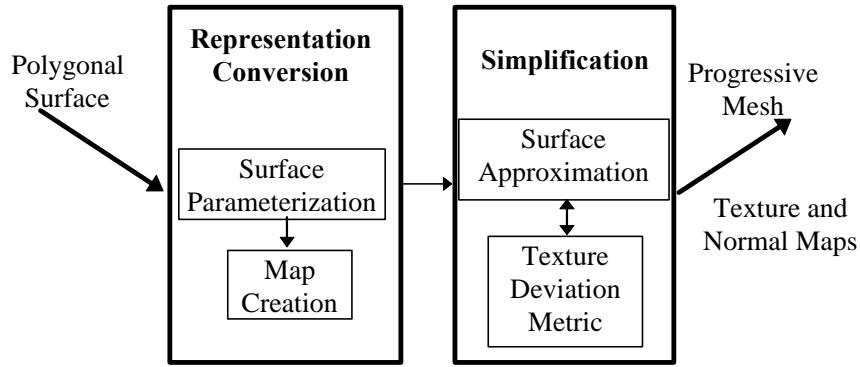 Polygonal
Surface
Representation
Conversion
Surface
Parameterization
Map
Creation
Simplification
Surface
Approximation
Texture
Deviation
Metric
Progressive
Mesh
Texture and
Normal Maps